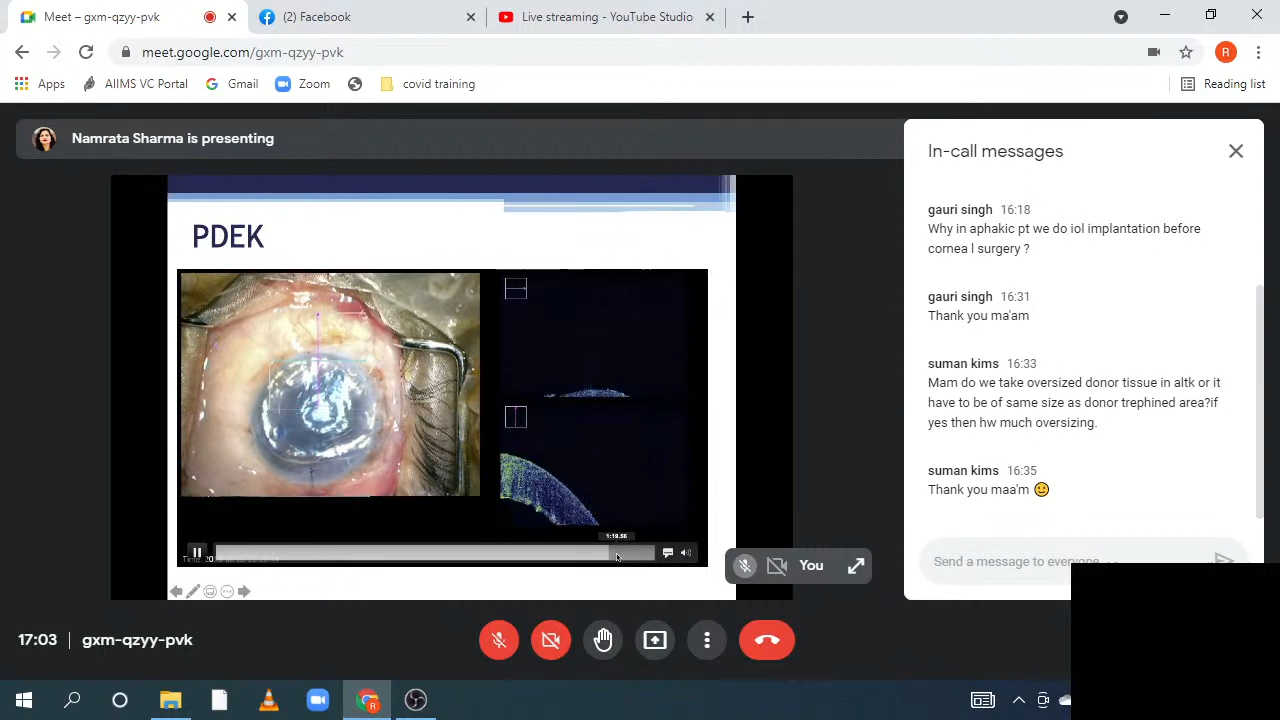 Meet – gxm-qzyy-pvk
(2) Facebook
Live streaming - YouTube Studio
meet.google.com/gxm-qzyy-pvk
R
Apps
AIIMS VC Portal
Gmail
Zoom
covid training
Reading list
Namrata Sharma is presenting
PDEK
1:19.56
You
In-call messages
gauri singh 16:18
Why in aphakic pt we do iol implantation before
cornea l surgery ?
gauri singh 16:31
Thank you ma'am
suman kims 16:33
Mam do we take oversized donor tissue in altk or it
have to be of same size as donor trephined area?if
yes then hw much oversizing.
suman kims 16:35
Thank you maa'm
Send a message to everyone
17:03 | gxm-qzyy-pvk
R